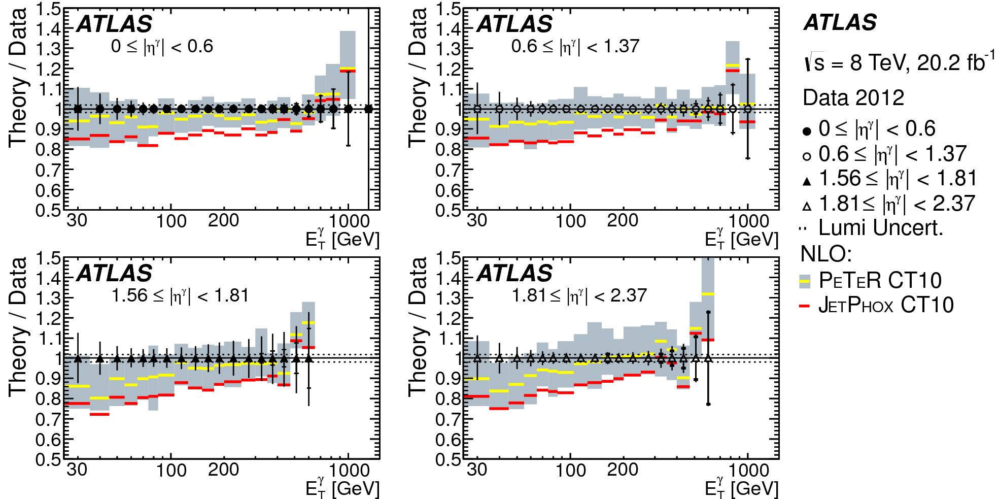 ATLAS
0 ≤ |η^γ| < 0.6
Theory / Data
1.5
1.4
1.3
1.2
1.1
1
0.9
0.8
0.7
0.6
0.5
30 100 200 1000
E_T^γ [GeV]
ATLAS
0.6 ≤ |η^γ| < 1.37
Theory / Data
1.5
1.4
1.3
1.2
1.1
1
0.9
0.8
0.7
0.6
0.5
30 100 200 1000
E_T^γ [GeV]
ATLAS
√s = 8 TeV, 20.2 fb^-1
Data 2012
0 ≤ |η^γ| < 0.6
0.6 ≤ |η^γ| < 1.37
1.56 ≤ |η^γ| < 1.81
1.81 ≤ |η^γ| < 2.37
Lumi Uncert.
NLO:
PETER CT10
JETPHOX CT10
ATLAS
1.56 ≤ |η^γ| < 1.81
Theory / Data
1.5
1.4
1.3
1.2
1.1
1
0.9
0.8
0.7
0.6
0.5
30 100 200 1000
E_T^γ [GeV]
ATLAS
1.81 ≤ |η^γ| < 2.37
Theory / Data
1.5
1.4
1.3
1.2
1.1
1
0.9
0.8
0.7
0.6
0.5
30 100 200 1000
E_T^γ [GeV]